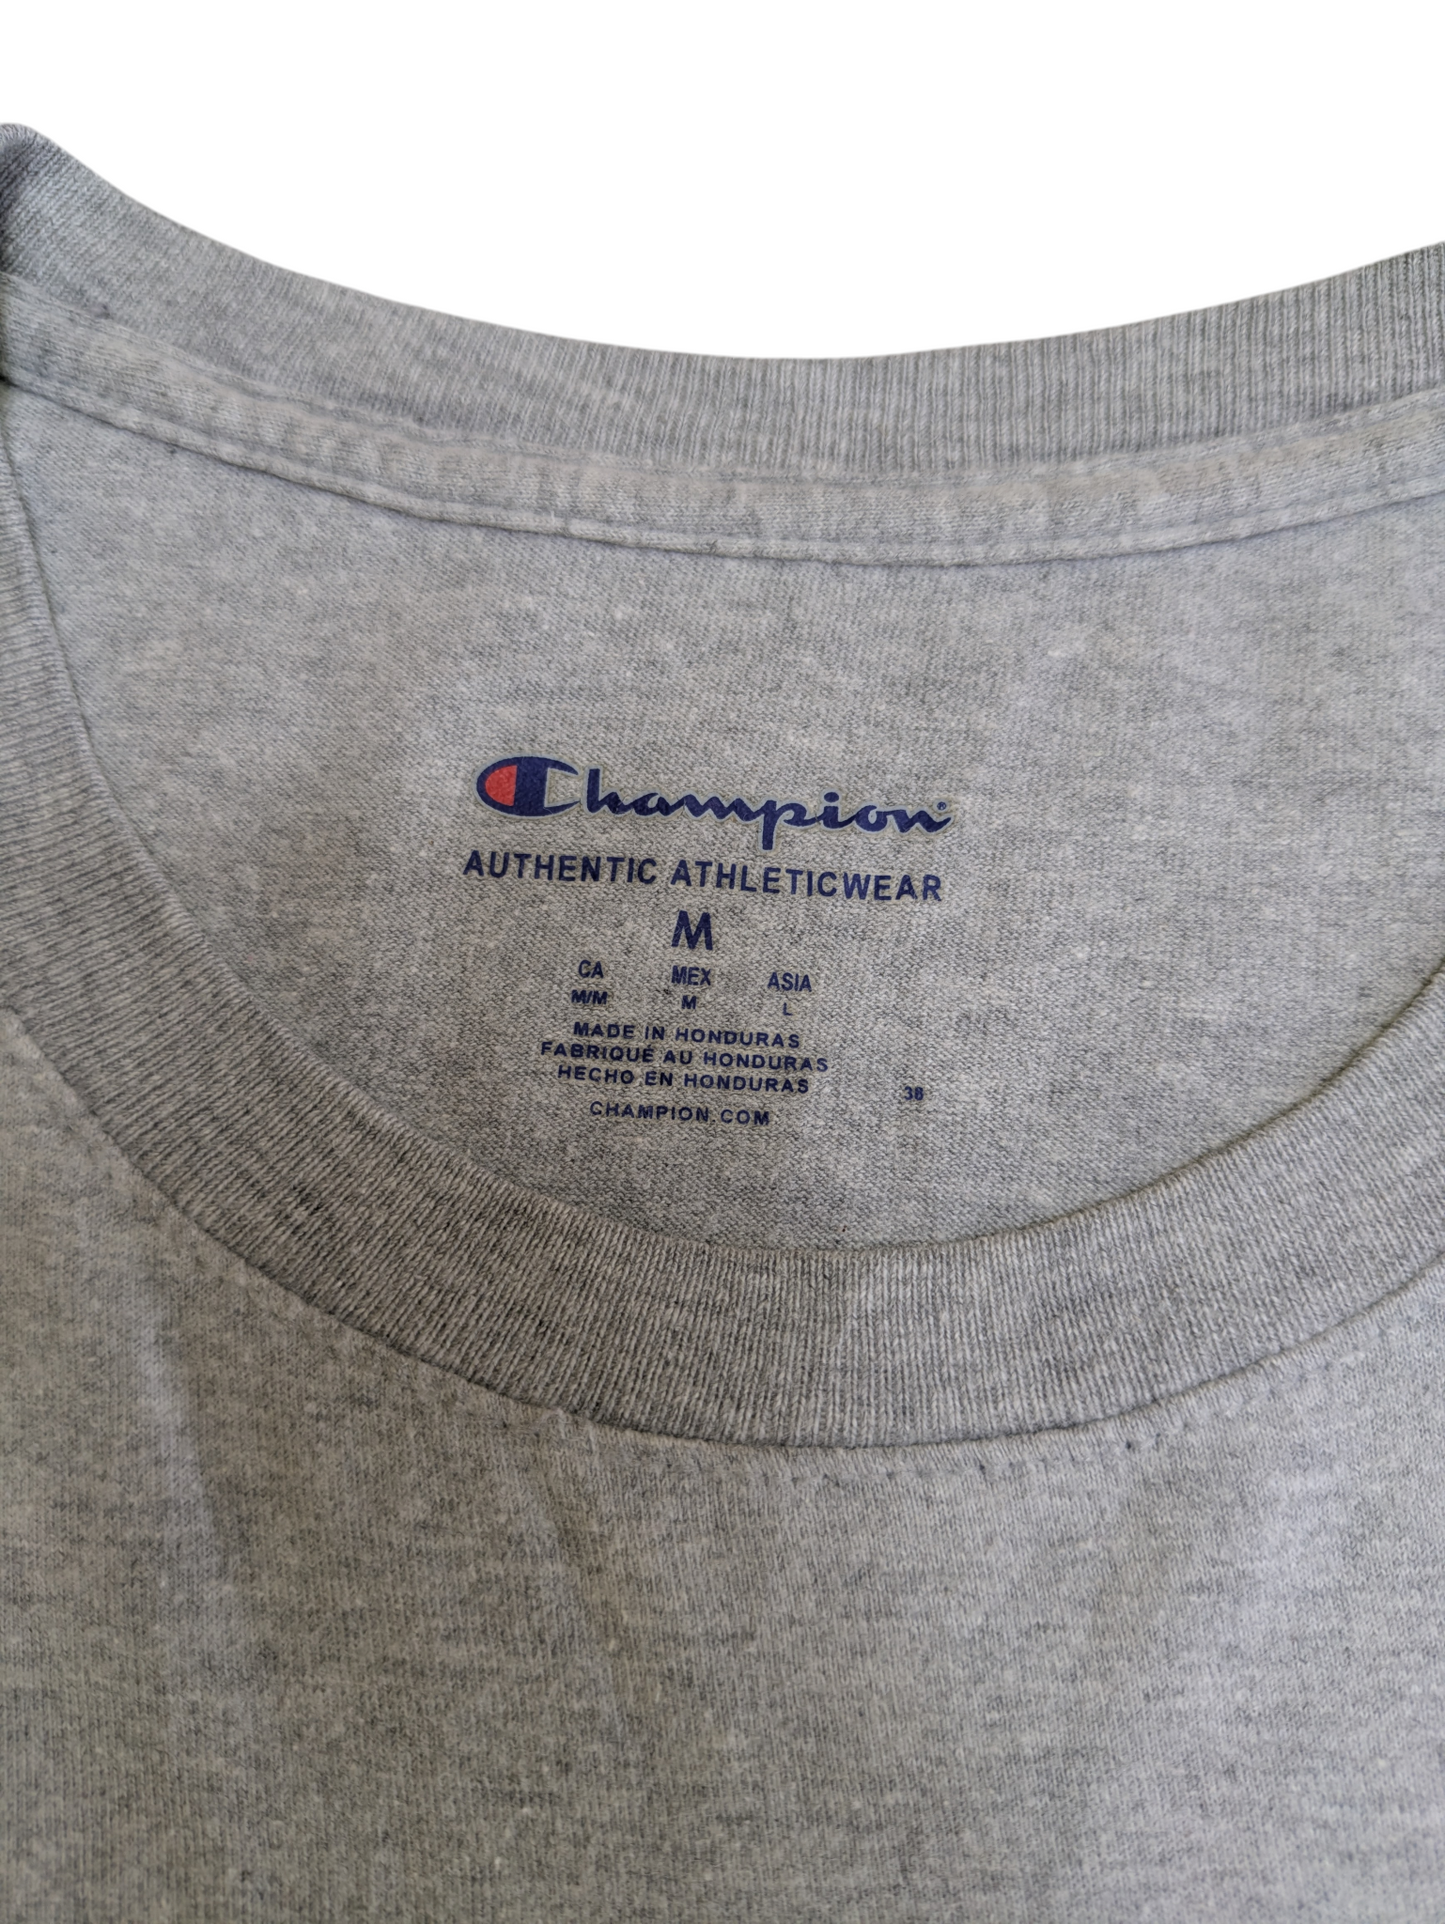 Champion®
AUTHENTIC ATHLETICWEAR
M
CA MEX ASIA
M/M M L
MADE IN HONDURAS
FABRIQUÉ AU HONDURAS
HECHO EN HONDURAS
38
CHAMPION.COM